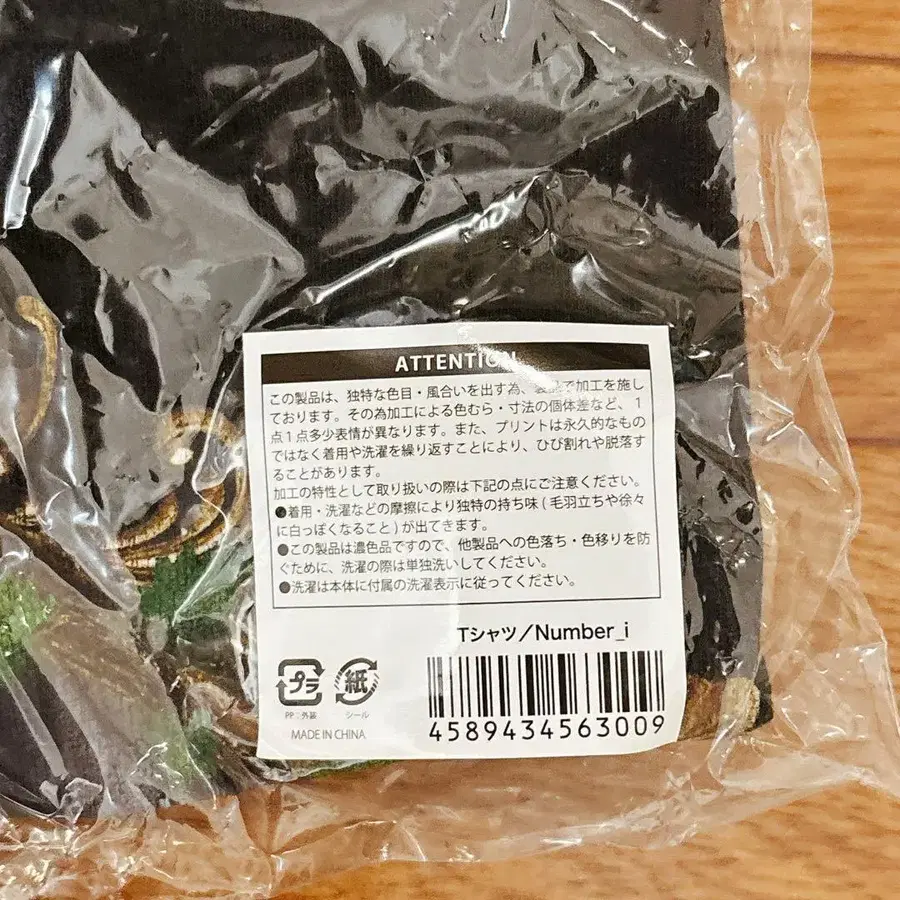 ATTENTION
この製品は、独特な色目・風合いを出す為、製品で加工を施し
ております。その為加工による色むら・寸法の個体差など、1
点1点多少表情が異なります。また、プリントは永久的なもの
ではなく着用や洗濯を繰り返すことにより、ひび割れや脱落す
ることがあります。
加工の特性として取り扱いの際は下記の点にご注意ください。
●着用・洗濯などの摩擦により独特の持ち味(毛羽立ちや徐々
に白っぽくなること)が出てきます。
●この製品は濃色品ですので、他製品への色落ち・色移りを防
ぐために、洗濯の際は単独洗いしてください。
●洗濯は本体に付属の洗濯表示に従ってください。
Tシャツ/Number_i
プラ 紙
PP:外装 シール
MADE IN CHINA
4589434563009